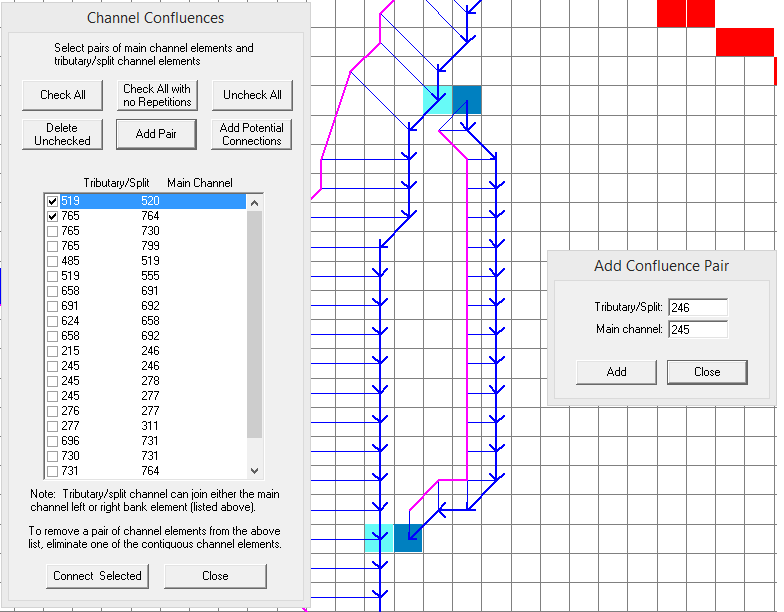 Channel Confluences
Select pairs of main channel elements and
tributary/split channel elements
Check All
Check All with
no Repetitions
Uncheck All
Delete
Unchecked
Add Pair
Add Potential
Connections
Tributary/Split Main Channel
519 520
765 764
765 730
765 799
485 519
519 555
658 691
691 692
624 658
658 692
215 246
245 246
245 278
245 277
276 277
277 311
696 731
730 731
731 764
Note: Tributary/split channel can join either the main
channel left or right bank element (listed above).
To remove a pair of channel elements from the above
list, eliminate one of the contiguous channel elements.
Connect Selected
Close
Add Confluence Pair
Tributary/Split: 246
Main channel: 245
Add
Close